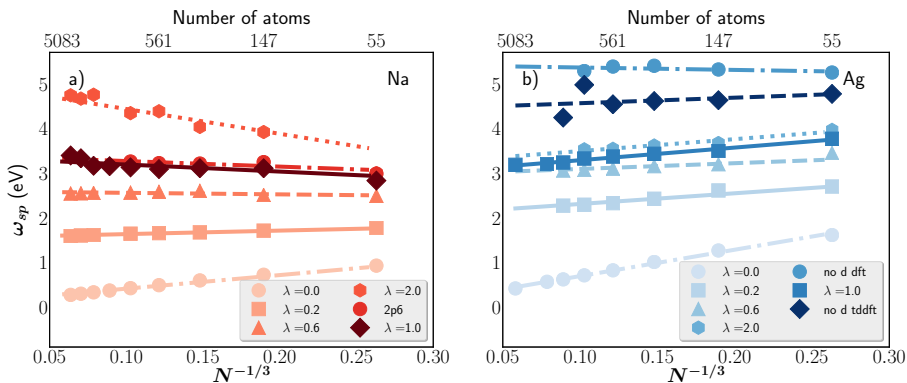 Number of atoms
5083 561 147 55
a) Na
5
4
3
2
1
0
ω_sp (eV)
λ =0.0
λ =0.2
λ =0.6
λ =2.0
2p6
λ =1.0
0.05 0.10 0.15 0.20 0.25 0.30
N^{-1/3}
Number of atoms
5083 561 147 55
b) Ag
5
4
3
2
1
0
λ =0.0
λ =0.2
λ =0.6
λ =2.0
no d dft
λ =1.0
no d tddft
0.05 0.10 0.15 0.20 0.25 0.30
N^{-1/3}